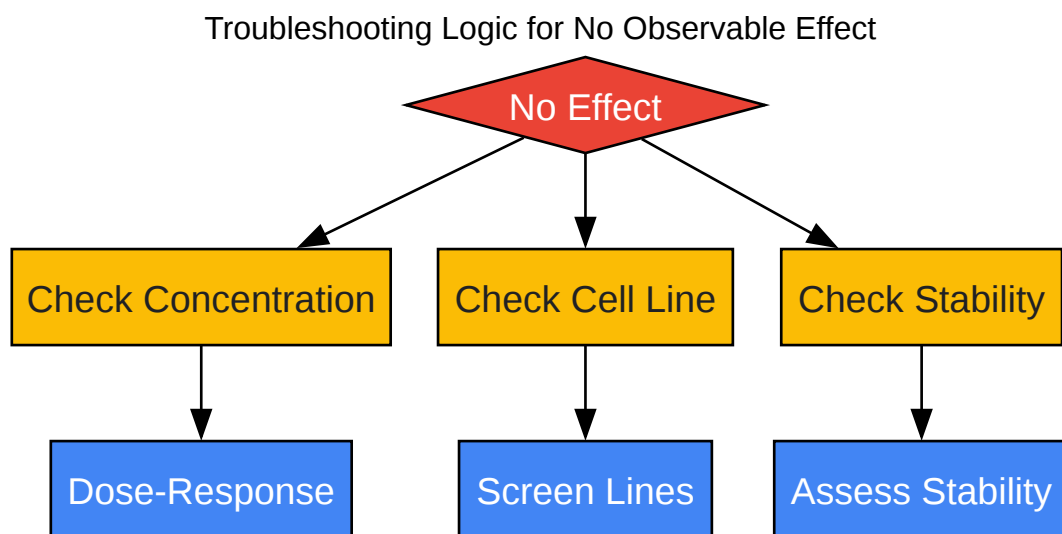 Troubleshooting Logic for No Observable Effect
No Effect
Check Concentration
Check Cell Line
Check Stability
Dose-Response
Screen Lines
Assess Stability